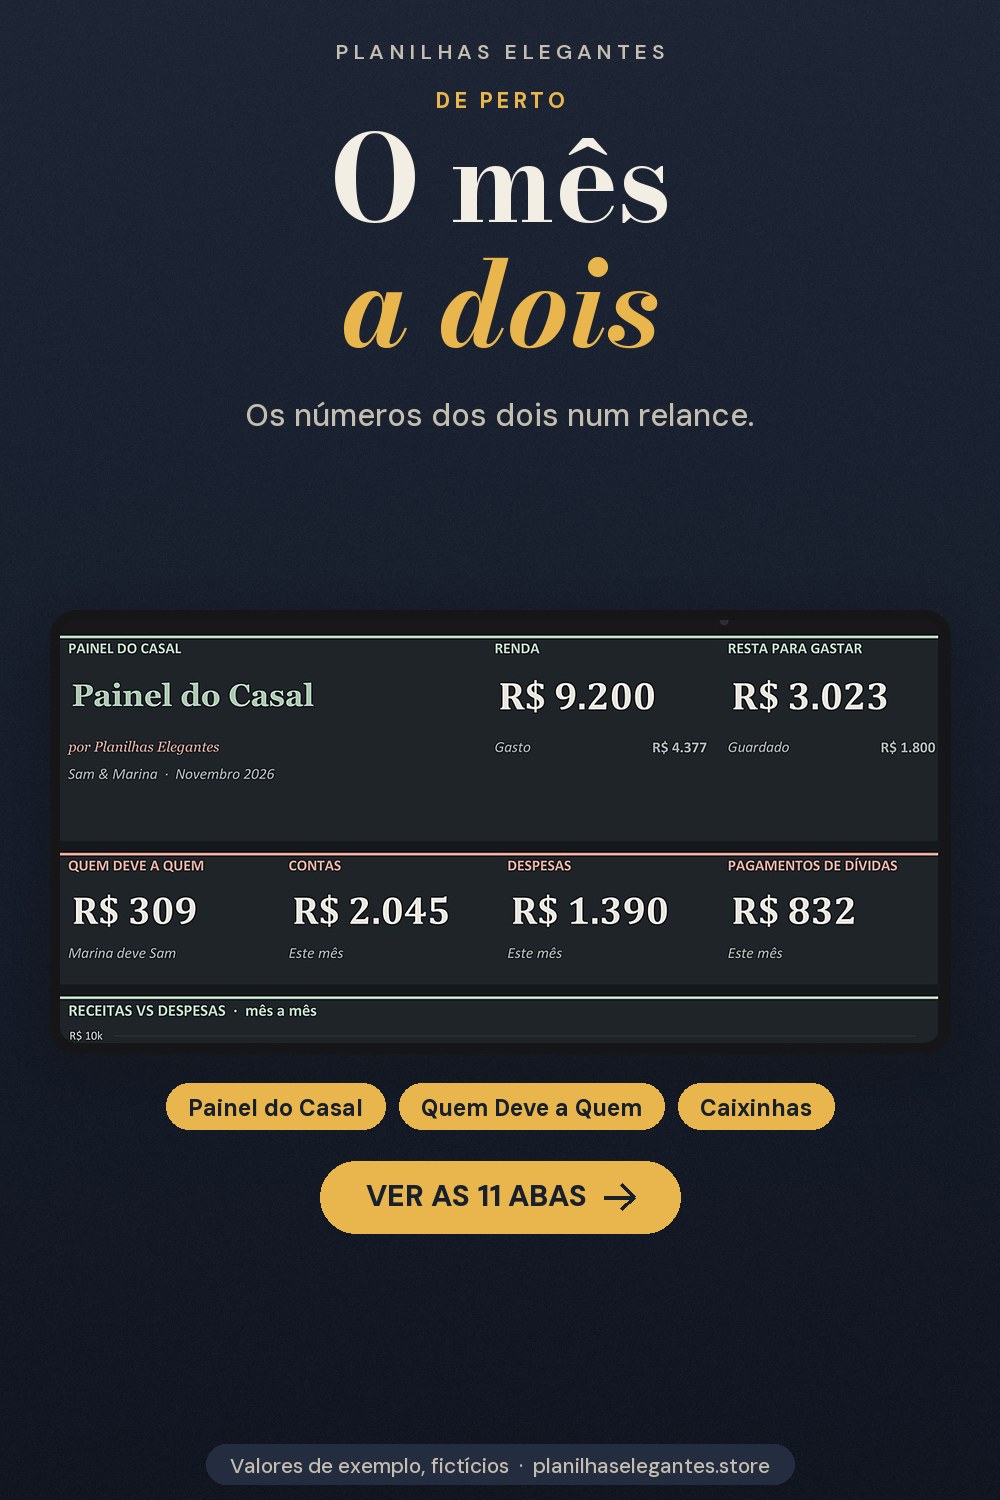 PLANILHAS ELEGANTES
DE PERTO
O mês
a dois
Os números dos dois num relance.
PAINEL DO CASAL
Painel do Casal
por Planilhas Elegantes
Sam & Marina · Novembro 2026
RENDA
R$ 9.200
Gasto R$ 4.377
RESTA PARA GASTAR
R$ 3.023
Guardado R$ 1.800
QUEM DEVE A QUEM
R$ 309
Marina deve Sam
CONTAS
R$ 2.045
Este mês
DESPESAS
R$ 1.390
Este mês
PAGAMENTOS DE DÍVIDAS
R$ 832
Este mês
RECEITAS VS DESPESAS · mês a mês
R$ 10k
Painel do Casal
Quem Deve a Quem
Caixinhas
VER AS 11 ABAS →
Valores de exemplo, fictícios · planilhaselegantes.store